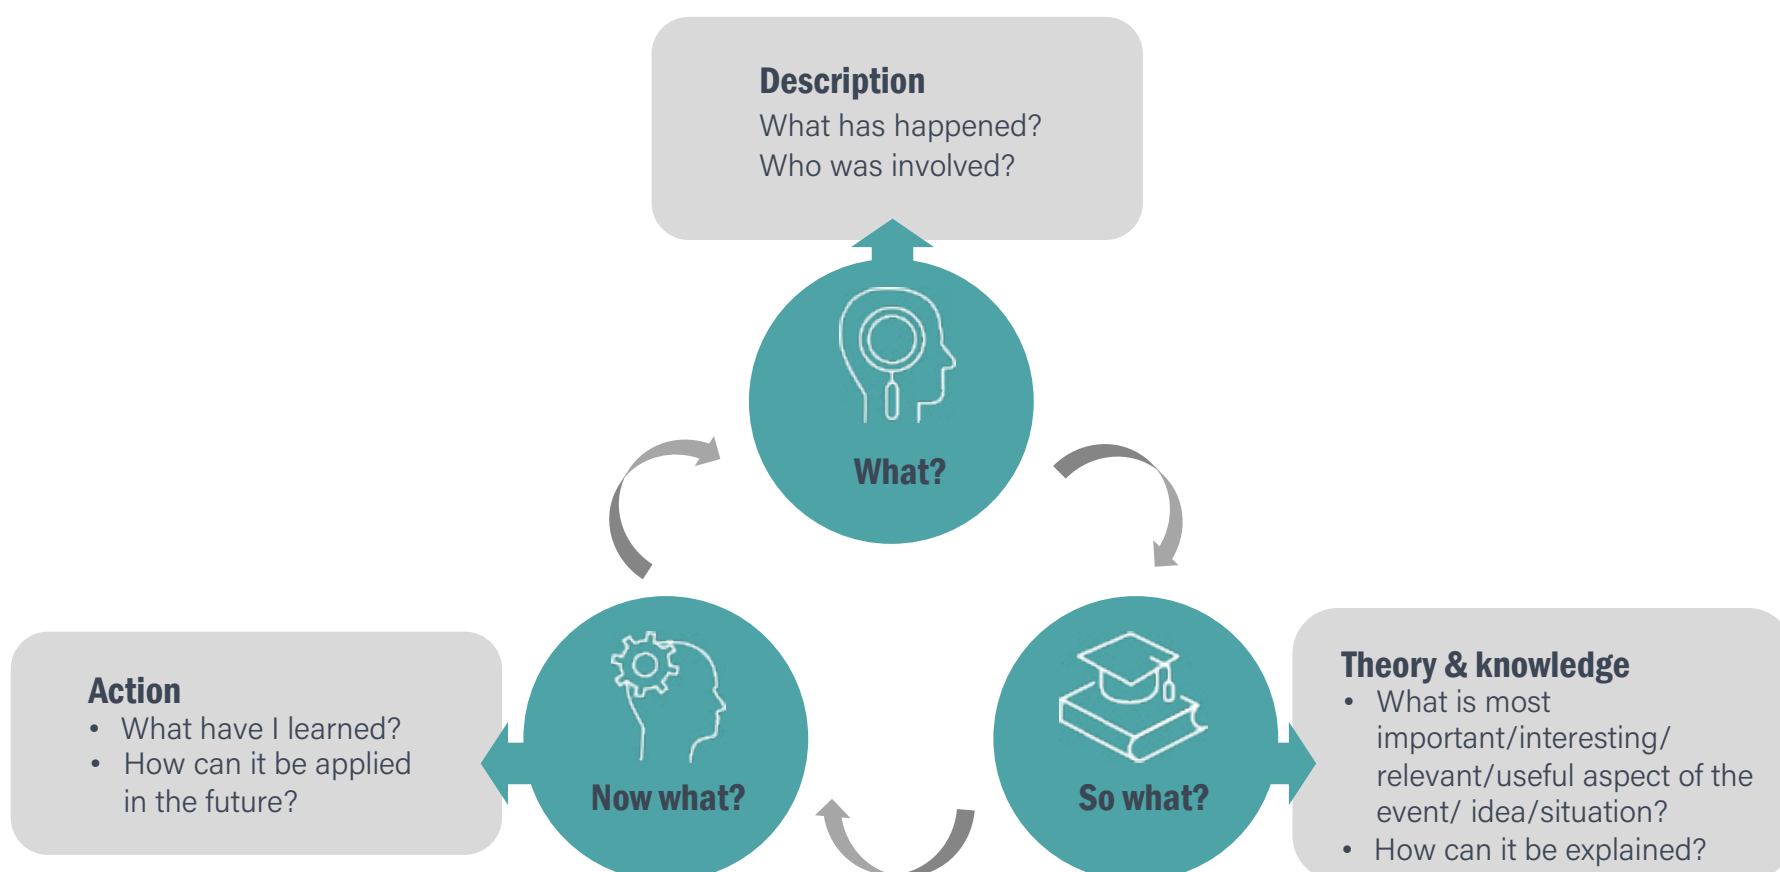 Description
What has happened?
Who was involved?
What?
Action
• What have I learned?
• How can it be applied
in the future?
Now what?
So what?
Theory & knowledge
• What is most
important/interesting/
relevant/useful aspect of the
event/ idea/situation?
• How can it be explained?